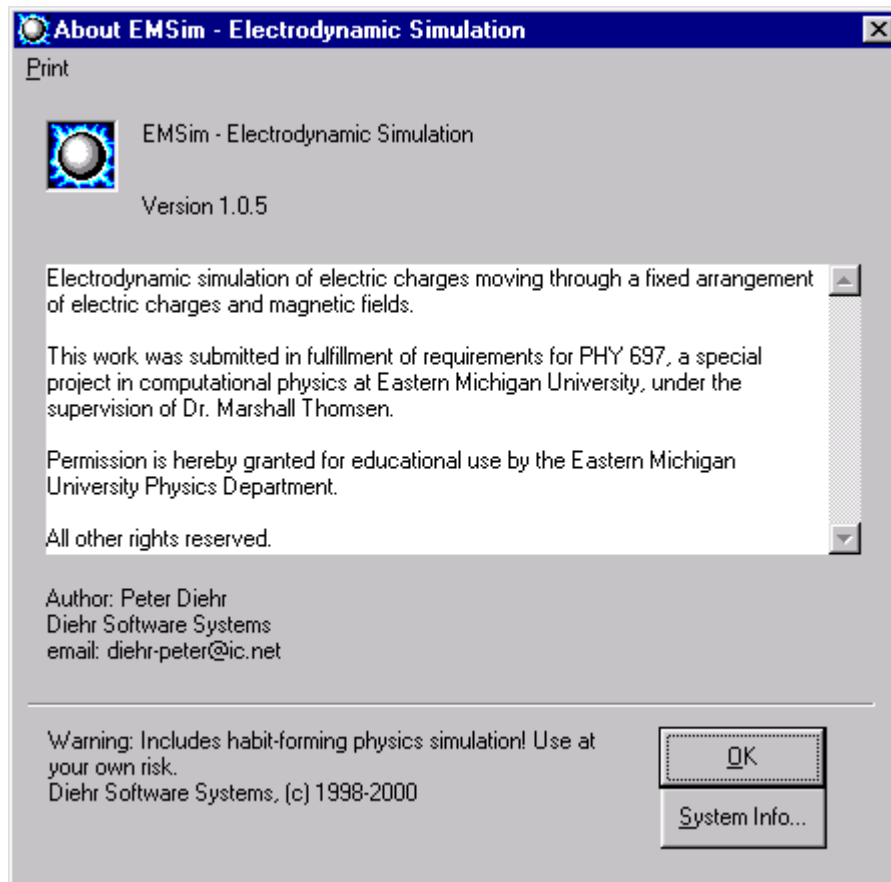 About EMSim - Electrodynamic Simulation
Print
EMSim - Electrodynamic Simulation
Version 1.0.5
Electrodynamic simulation of electric charges moving through a fixed arrangement
of electric charges and magnetic fields.
This work was submitted in fulfillment of requirements for PHY 697, a special
project in computational physics at Eastern Michigan University, under the
supervision of Dr. Marshall Thomsen.
Permission is hereby granted for educational use by the Eastern Michigan
University Physics Department.
All other rights reserved.
Author: Peter Diehr
Diehr Software Systems
email: diehr-peter@ic.net
Warning: Includes habit-forming physics simulation! Use at
your own risk.
Diehr Software Systems, (c) 1998-2000
OK
System Info...